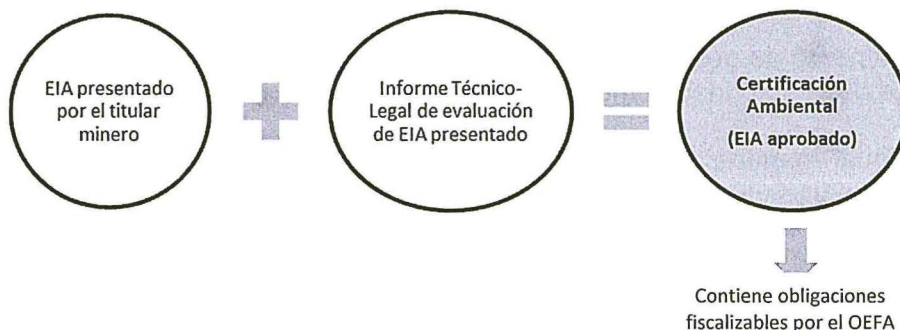 EIA presentado
por el titular
minero
Informe Técnico-
Legal de evaluación
de EIA presentado
Certificación
Ambiental
(EIA aprobado)
Contiene obligaciones
fiscalizables por el OEFA